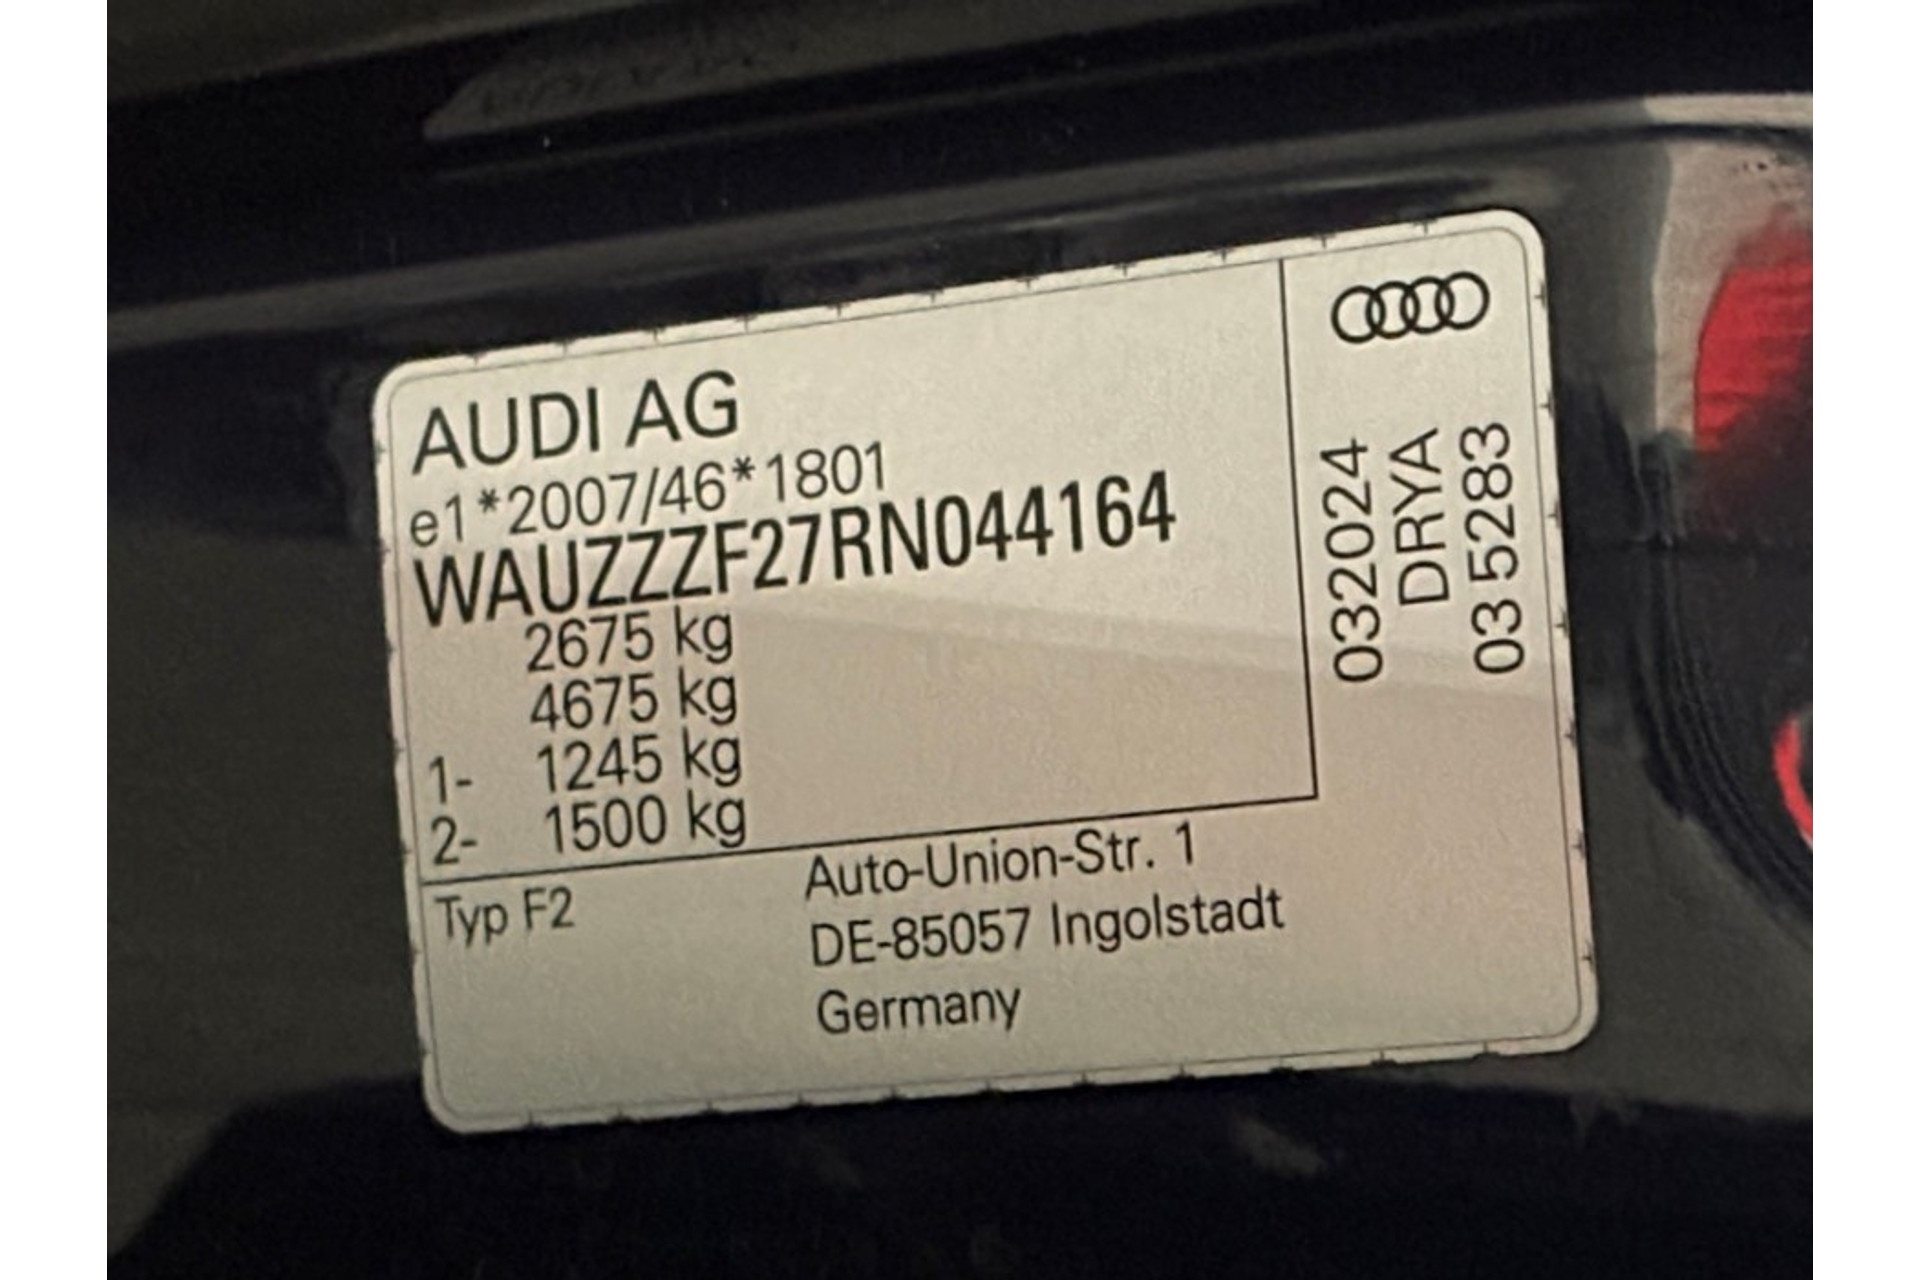 AUDI AG
e1*2007/46*1801
WAUZZZF27RN044164
2675 kg
4675 kg
1- 1245 kg
2- 1500 kg
Typ F2
Auto-Union-Str. 1
DE-85057 Ingolstadt
Germany
032024
DRYA
03 5283